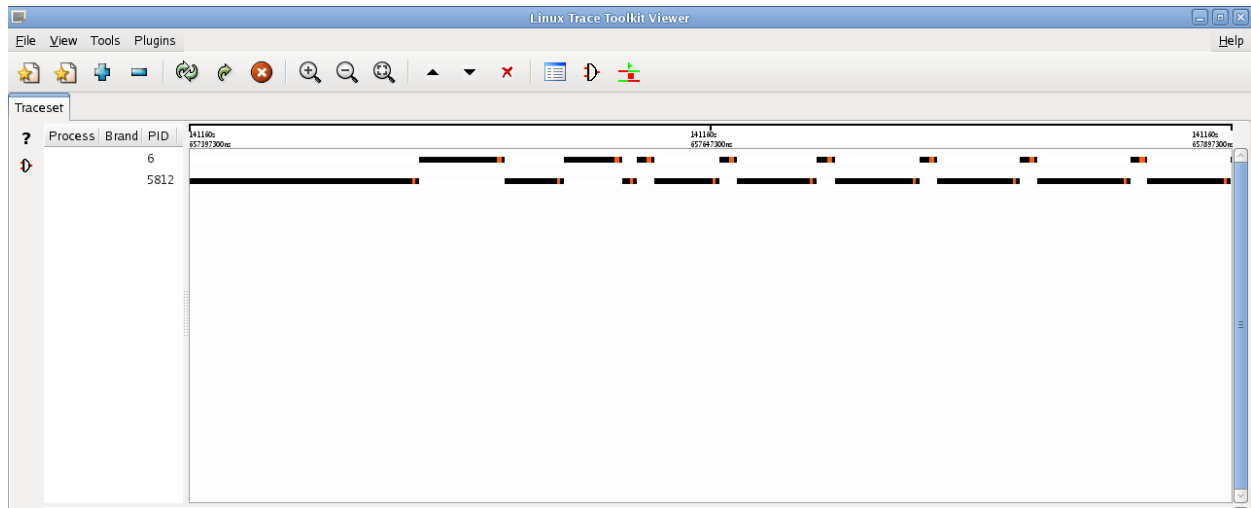 Linux Trace Toolkit Viewer
File View Tools Plugins Help
Traceset
Process Brand PID
141160s 141160s 141160s
657397300ns 657647300ns 657897300ns
6
5812